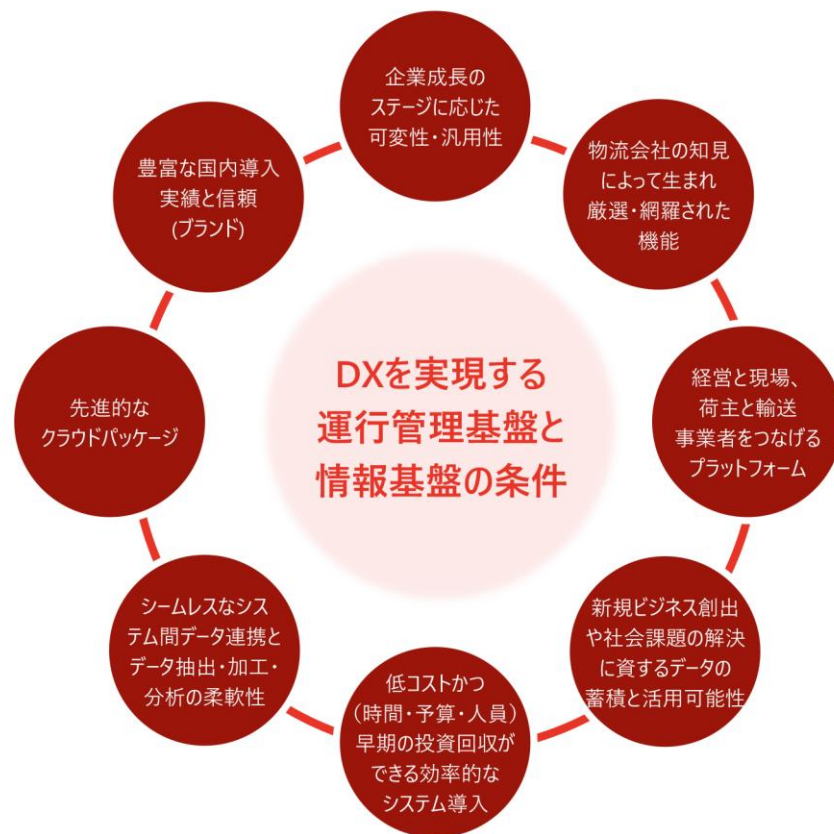 企業成長の
ステージに応じた
可変性・汎用性
物流会社の知見
によって生まれ
厳選・網羅された
機能
経営と現場、
荷主と輸送
事業者をつなげる
プラットフォーム
新規ビジネス創出
や社会課題の解決
に資するデータの
蓄積と活用可能性
低コストかつ
（時間・予算・人員）
早期の投資回収が
できる効率的な
システム導入
シームレスなシス
テム間データ連携と
データ抽出・加工・
分析の柔軟性
先進的な
クラウドパッケージ
豊富な国内導入
実績と信頼
(ブランド)
DXを実現する
運行管理基盤と
情報基盤の条件